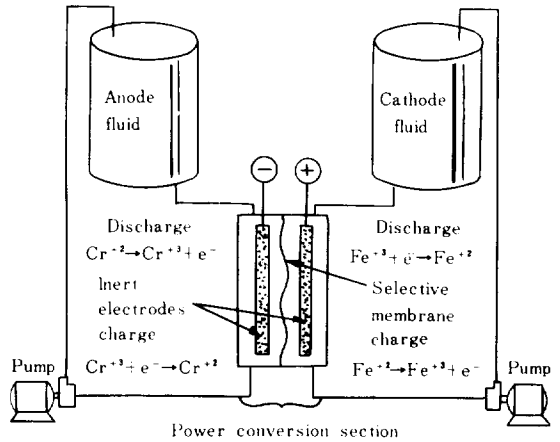 Anode
fluid
Cathode
fluid
−
+
Discharge
Cr⁺²→Cr⁺³+e⁻
Inert
electrodes
charge
Cr⁺³+e⁻→Cr⁺²
Discharge
Fe⁺³+e⁻→Fe⁺²
Selective
membrane
charge
Fe⁺²→Fe⁺³+e⁻
Pump
Pump
Power conversion section